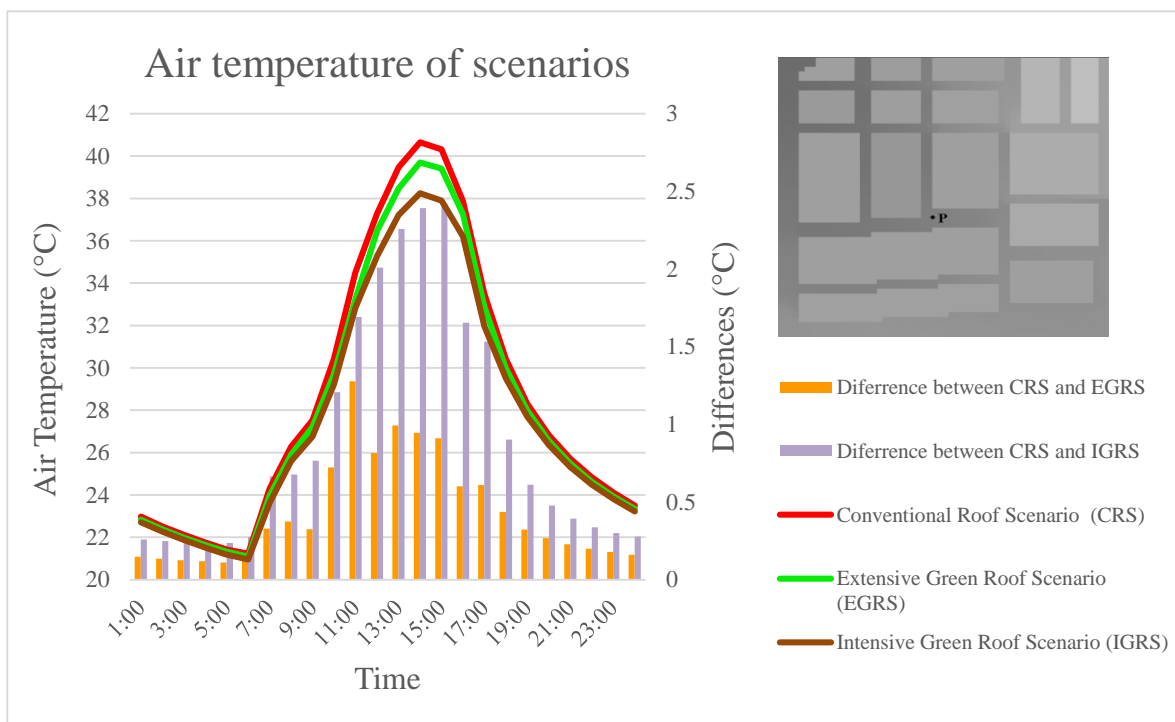 Air temperature of scenarios
42
40
38
36
34
32
30
28
26
24
22
20
Air Temperature (°C)
3
2.5
2
1.5
1
0.5
0
Differences (°C)
1:00
3:00
5:00
7:00
9:00
11:00
13:00
15:00
17:00
19:00
21:00
23:00
Time
P
Diferrence between CRS and EGRS
Diferrence between CRS and IGRS
Conventional Roof Scenario (CRS)
Extensive Green Roof Scenario
(EGRS)
Intensive Green Roof Scenario (IGRS)